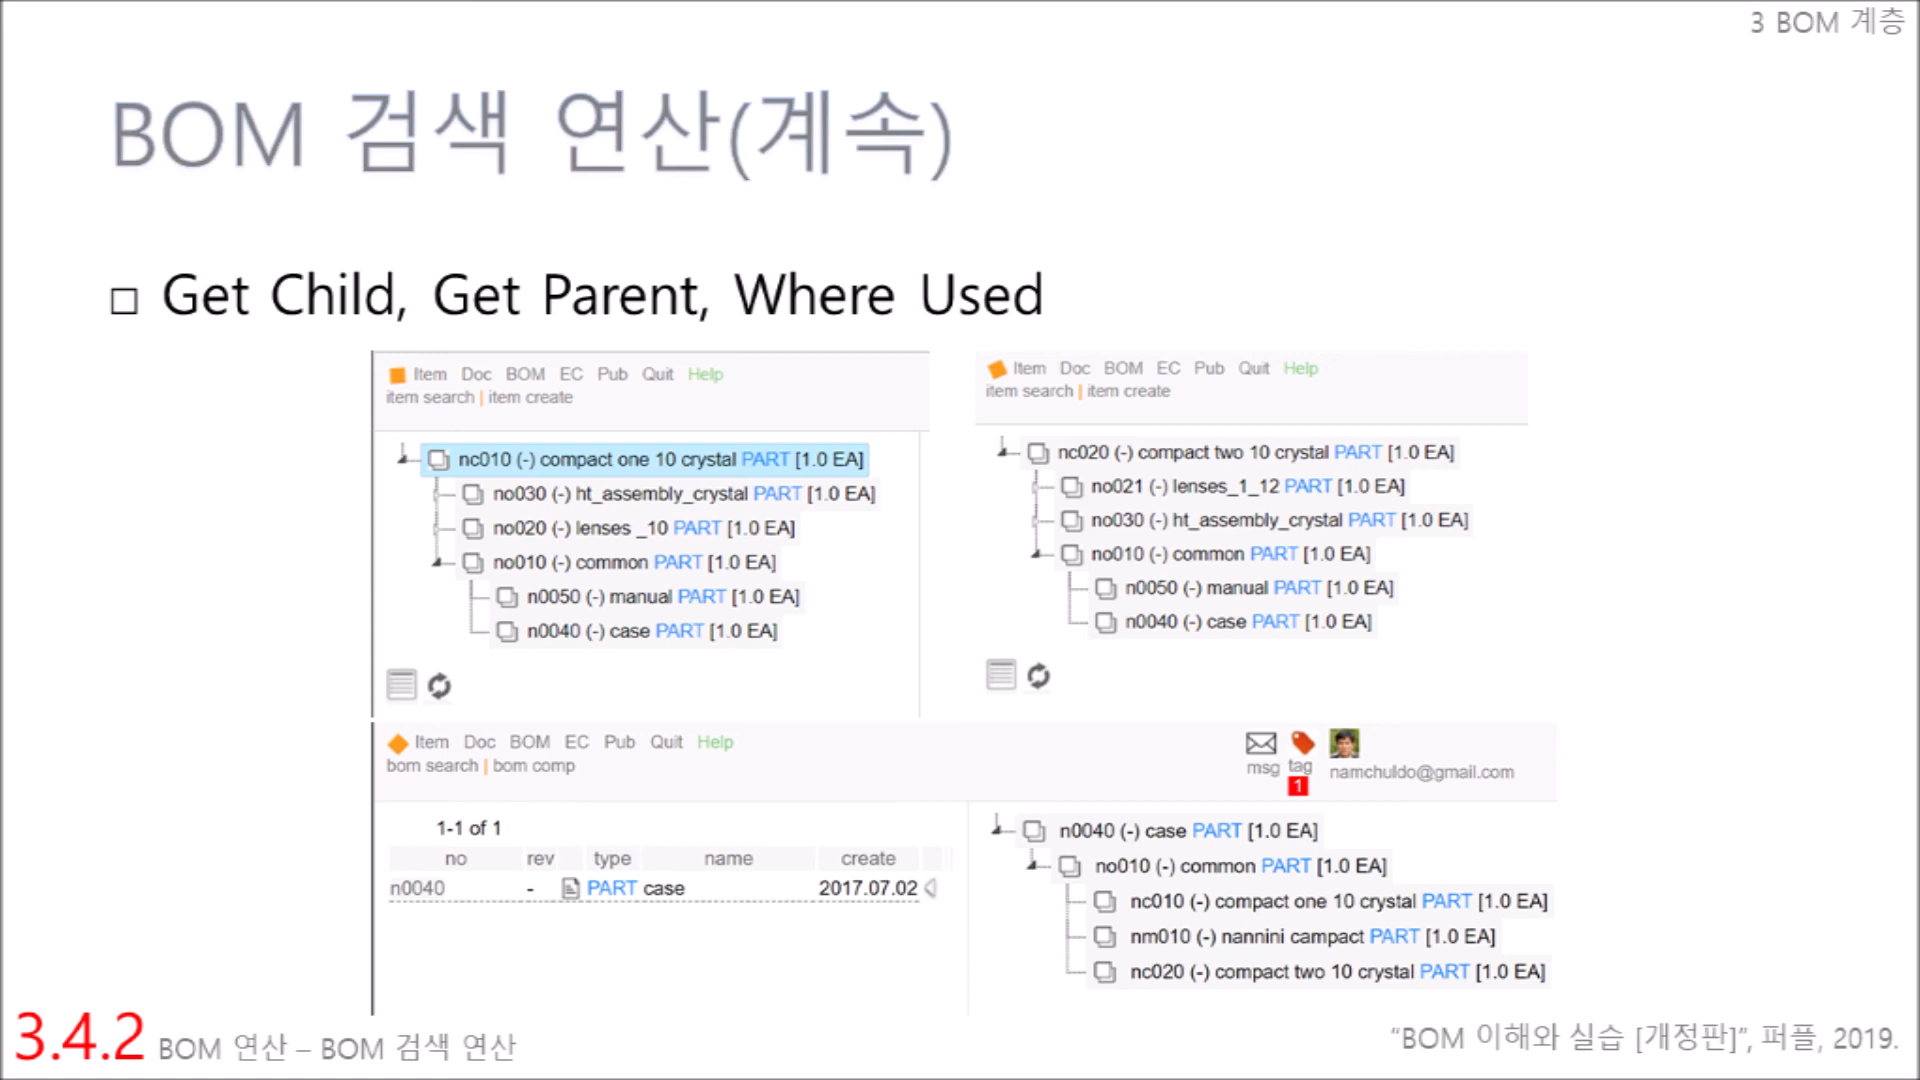 3 BOM 계층
BOM 검색 연산(계속)
□ Get Child, Get Parent, Where Used
Item Doc BOM EC Pub Quit Help
item search | item create
nc010 (-) compact one 10 crystal PART [1.0 EA]
no030 (-) ht_assembly_crystal PART [1.0 EA]
no020 (-) lenses _10 PART [1.0 EA]
no010 (-) common PART [1.0 EA]
n0050 (-) manual PART [1.0 EA]
n0040 (-) case PART [1.0 EA]
Item Doc BOM EC Pub Quit Help
item search | item create
nc020 (-) compact two 10 crystal PART [1.0 EA]
no021 (-) lenses_1_12 PART [1.0 EA]
no030 (-) ht_assembly_crystal PART [1.0 EA]
no010 (-) common PART [1.0 EA]
n0050 (-) manual PART [1.0 EA]
n0040 (-) case PART [1.0 EA]
Item Doc BOM EC Pub Quit Help
bom search | bom comp
msg tag namchuldo@gmail.com
1
1-1 of 1
no rev type name create
n0040 - PART case 2017.07.02
n0040 (-) case PART [1.0 EA]
no010 (-) common PART [1.0 EA]
nc010 (-) compact one 10 crystal PART [1.0 EA]
nm010 (-) nannini campact PART [1.0 EA]
nc020 (-) compact two 10 crystal PART [1.0 EA]
3.4.2 BOM 연산 – BOM 검색 연산
“BOM 이해와 실습 [개정판]”, 퍼플, 2019.